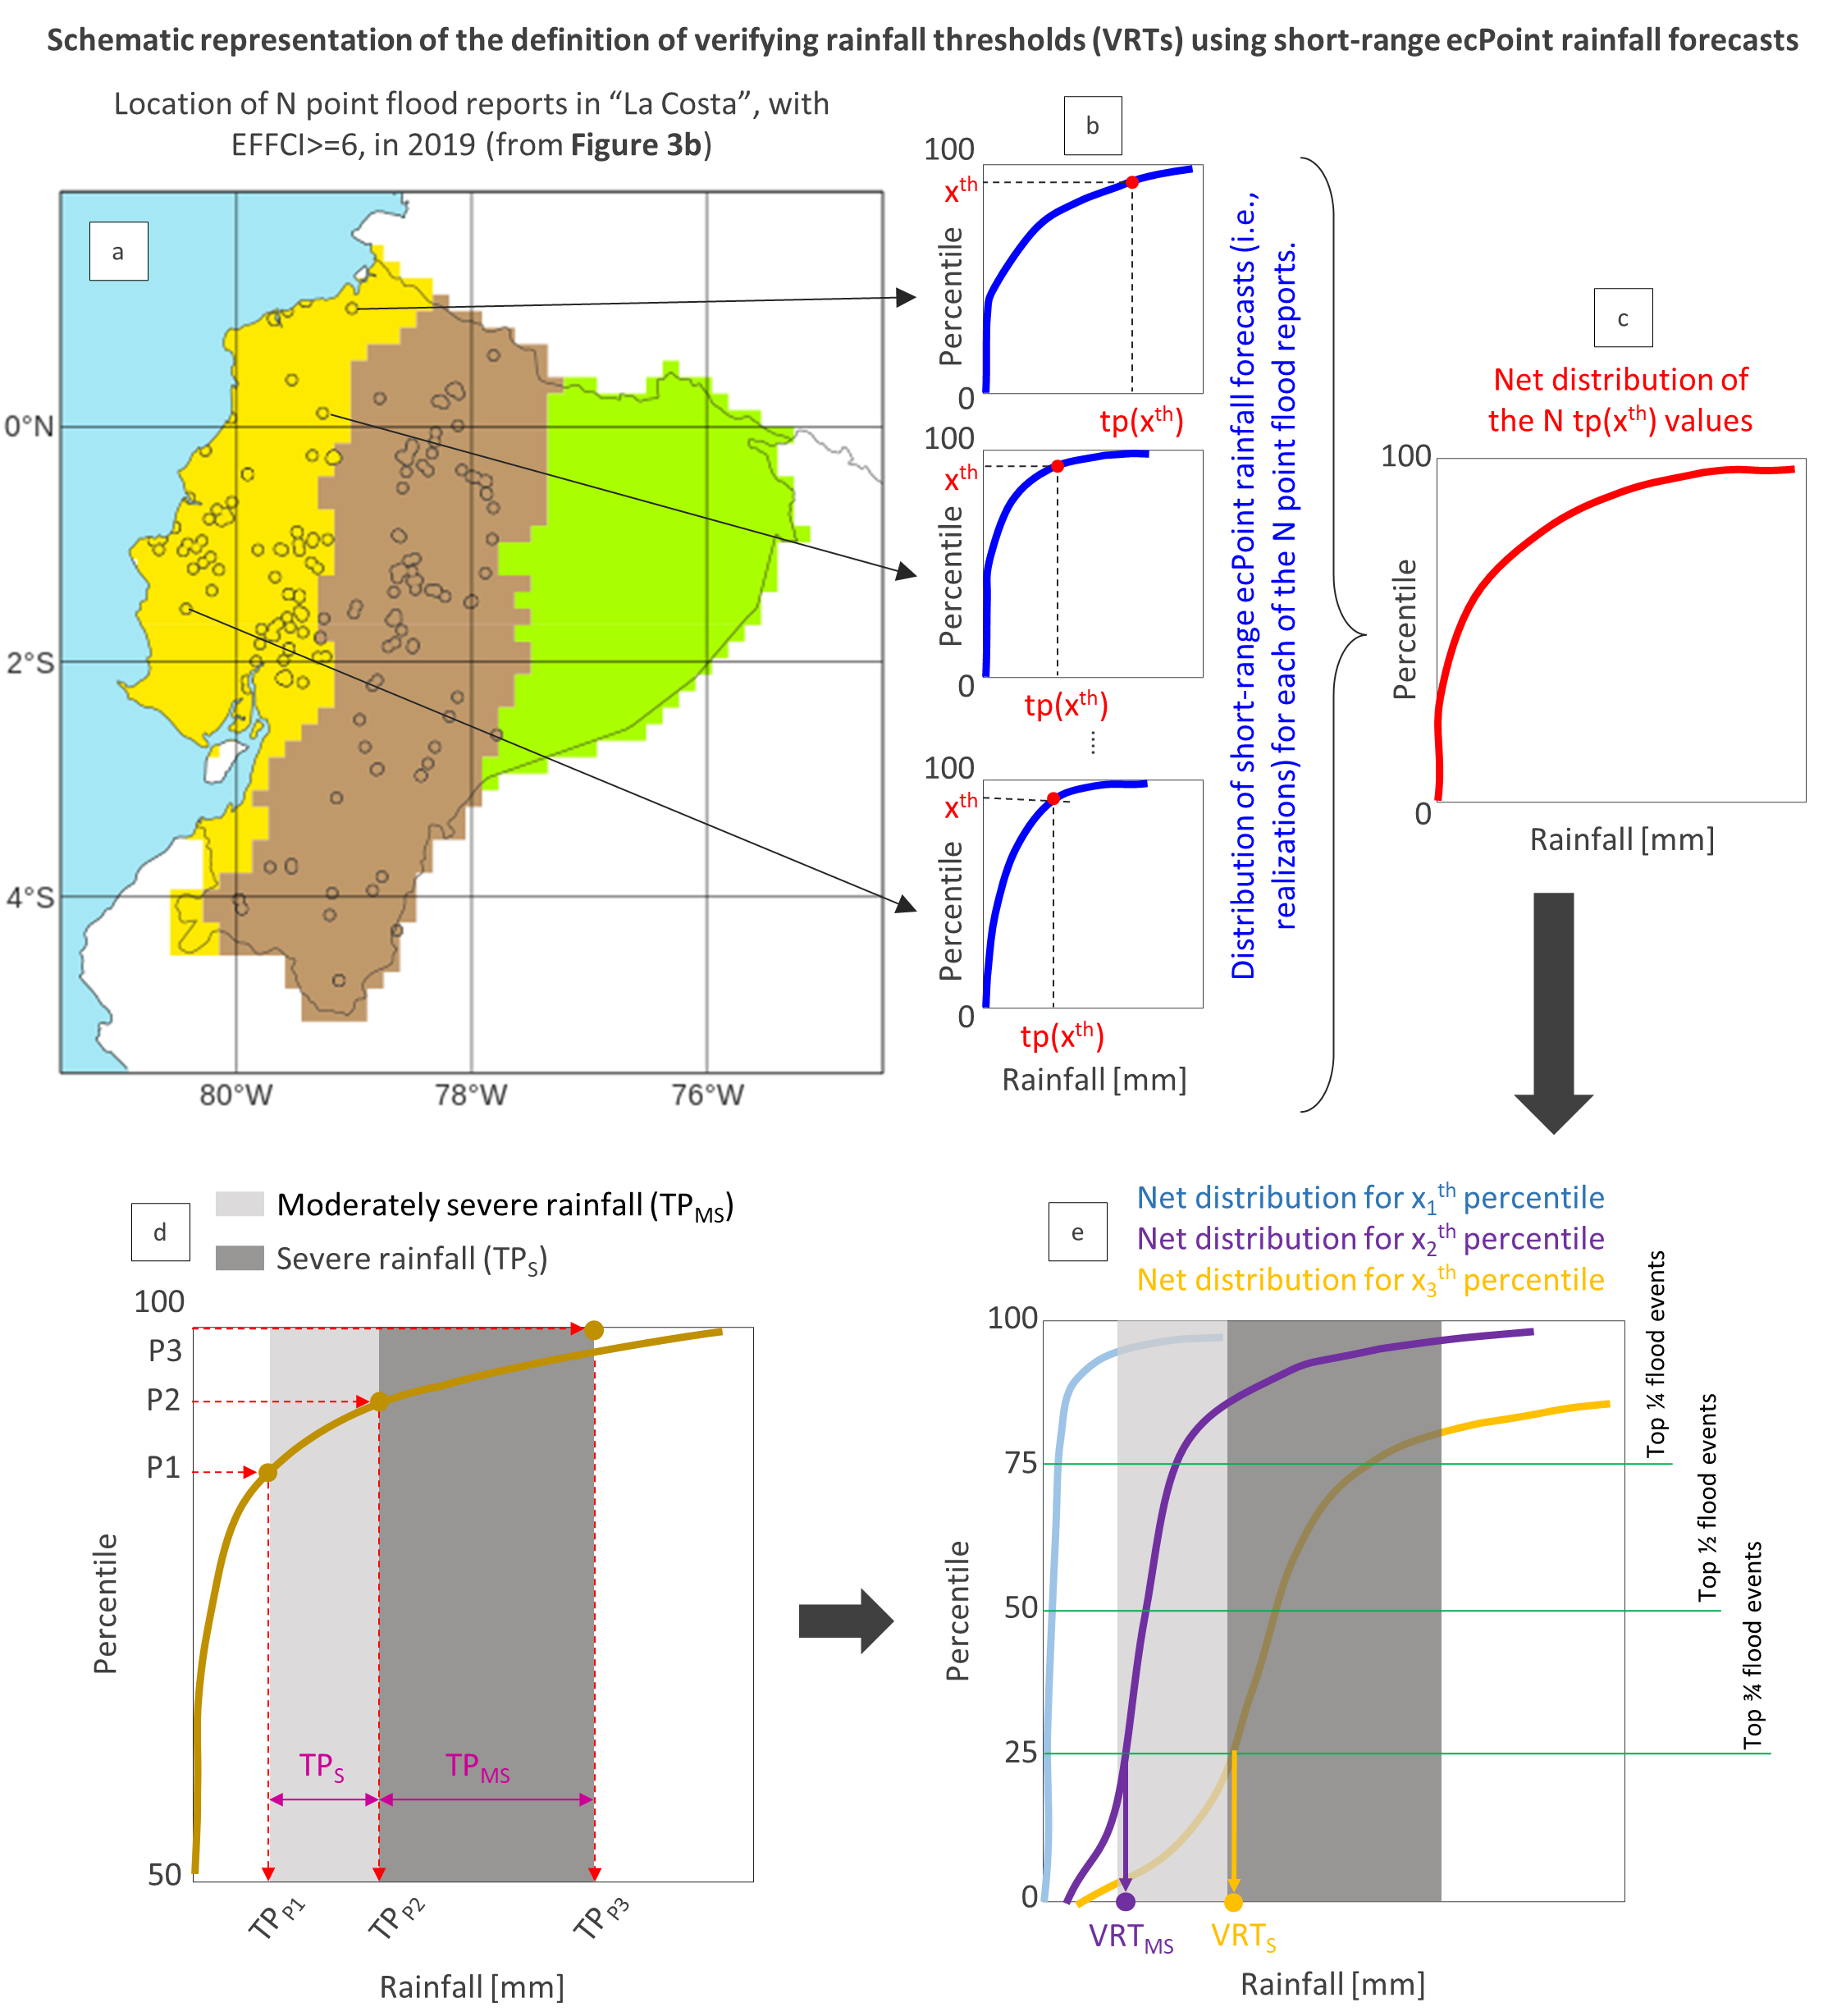 Schematic representation of the definition of verifying rainfall thresholds (VRTs) using short-range ecPoint rainfall forecasts
Location of N point flood reports in “La Costa”, with
EFFCI>=6, in 2019 (from Figure 3b)
a
0°N
2°S
4°S
80°W
78°W
76°W
b
100
xth
Percentile
0
tp(xth)
100
xth
Percentile
0
tp(xth)
100
xth
Percentile
0
tp(xth)
Rainfall [mm]
Distribution of short-range ecPoint rainfall forecasts (i.e.,
realizations) for each of the N point flood reports.
c
Net distribution of
the N tp(xth) values
100
Percentile
0
Rainfall [mm]
d
Moderately severe rainfall (TPMS)
Severe rainfall (TPS)
100
P3
P2
P1
Percentile
50
TPS
TPMS
TPP1
TPP2
TPP3
Rainfall [mm]
e
Net distribution for x1th percentile
Net distribution for x2th percentile
Net distribution for x3th percentile
100
75
50
25
0
Percentile
Top ¼ flood events
Top ½ flood events
Top ¾ flood events
VRTMS
VRTS
Rainfall [mm]